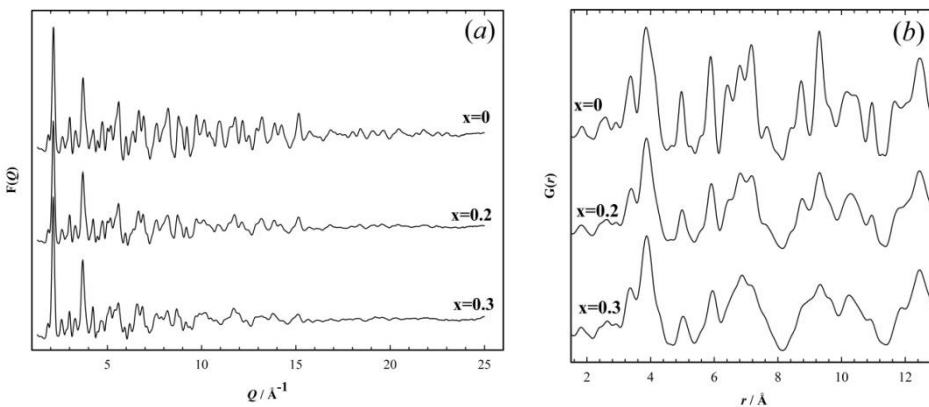 (a)
x=0
x=0.2
x=0.3
F(Q)
5 10 15 20 25
Q / Å-1
(b)
x=0
x=0.2
x=0.3
G(r)
2 4 6 8 10 12
r / Å